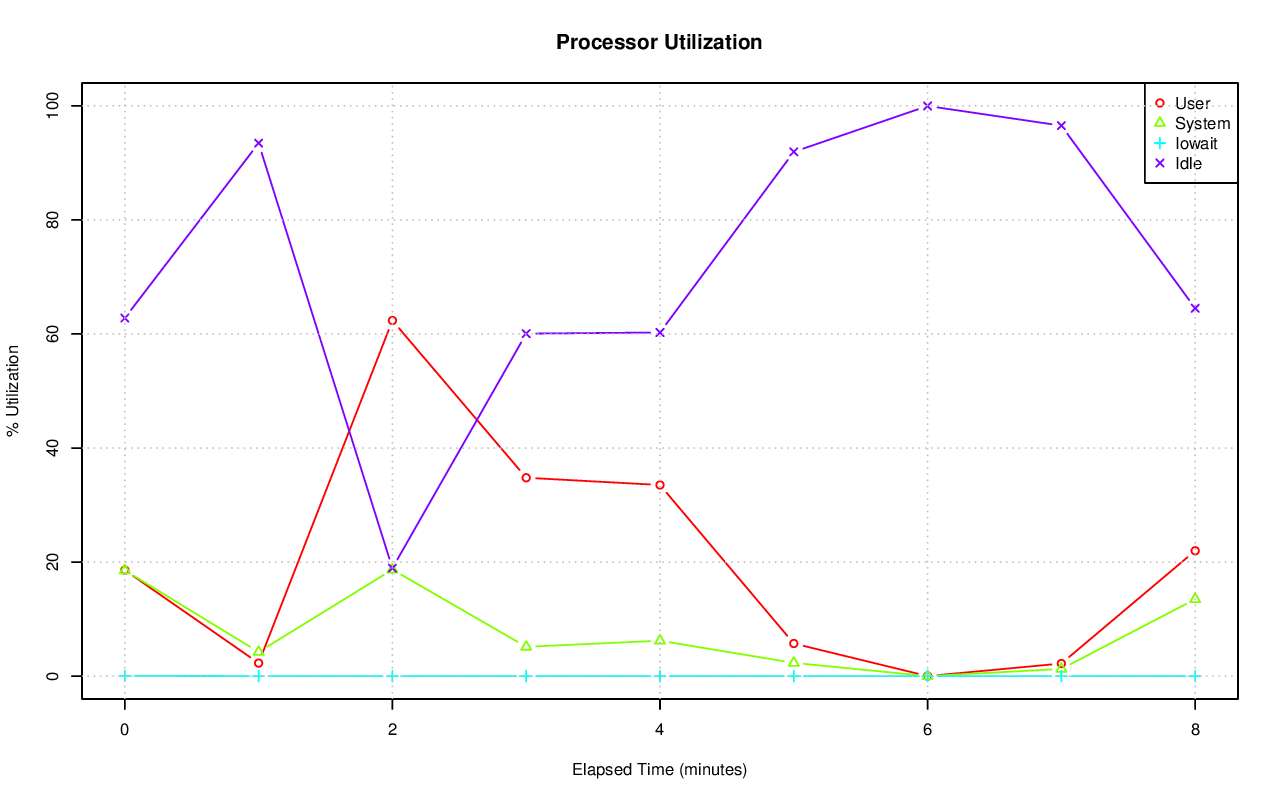 Processor Utilization
User
System
Iowait
Idle
100
80
60
40
20
0
% Utilization
0 2 4 6 8
Elapsed Time (minutes)